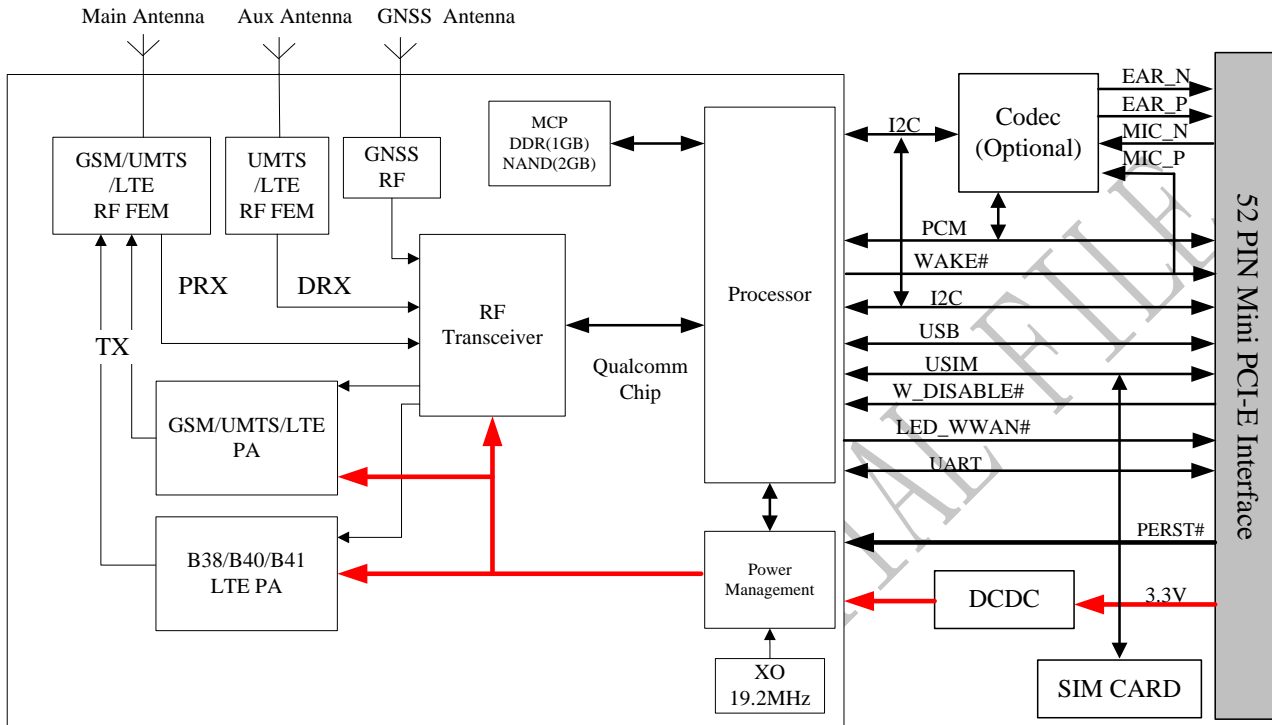 Main Antenna
Aux Antenna
GNSS Antenna
GSM/UMTS
/LTE
RF FEM
UMTS
/LTE
RF FEM
GNSS
RF
MCP
DDR(1GB)
NAND(2GB)
Processor
RF
Transceiver
Qualcomm
Chip
PRX
DRX
TX
GSM/UMTS/LTE
PA
B38/B40/B41
LTE PA
Power
Management
XO
19.2MHz
Codec
(Optional)
I2C
EAR_N
EAR_P
MIC_N
MIC_P
PCM
WAKE#
I2C
USB
USIM
W_DISABLE#
LED_WWAN#
UART
PERST#
3.3V
DCDC
SIM CARD
52 PIN Mini PCI-E Interface
IAL FILE